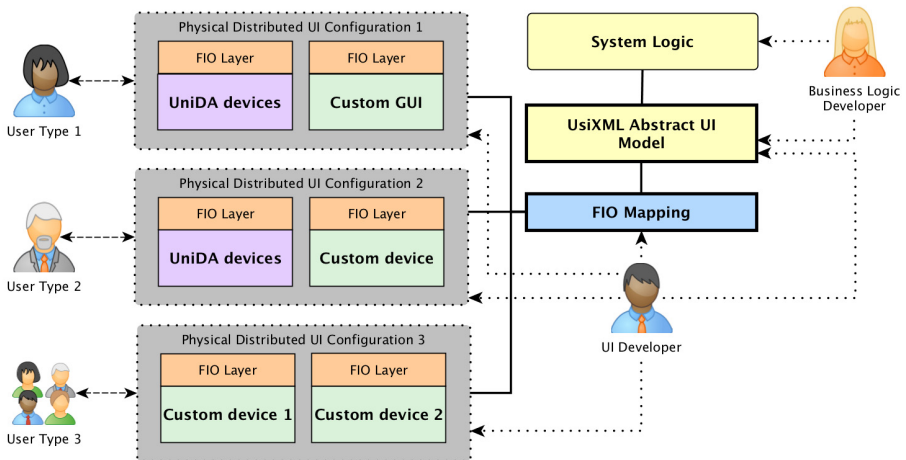 Physical Distributed UI Configuration 1
FIO Layer
UniDA devices
FIO Layer
Custom GUI
User Type 1
Physical Distributed UI Configuration 2
FIO Layer
UniDA devices
FIO Layer
Custom device
User Type 2
Physical Distributed UI Configuration 3
FIO Layer
Custom device 1
FIO Layer
Custom device 2
User Type 3
System Logic
UsiXML Abstract UI
Model
FIO Mapping
Business Logic
Developer
UI Developer